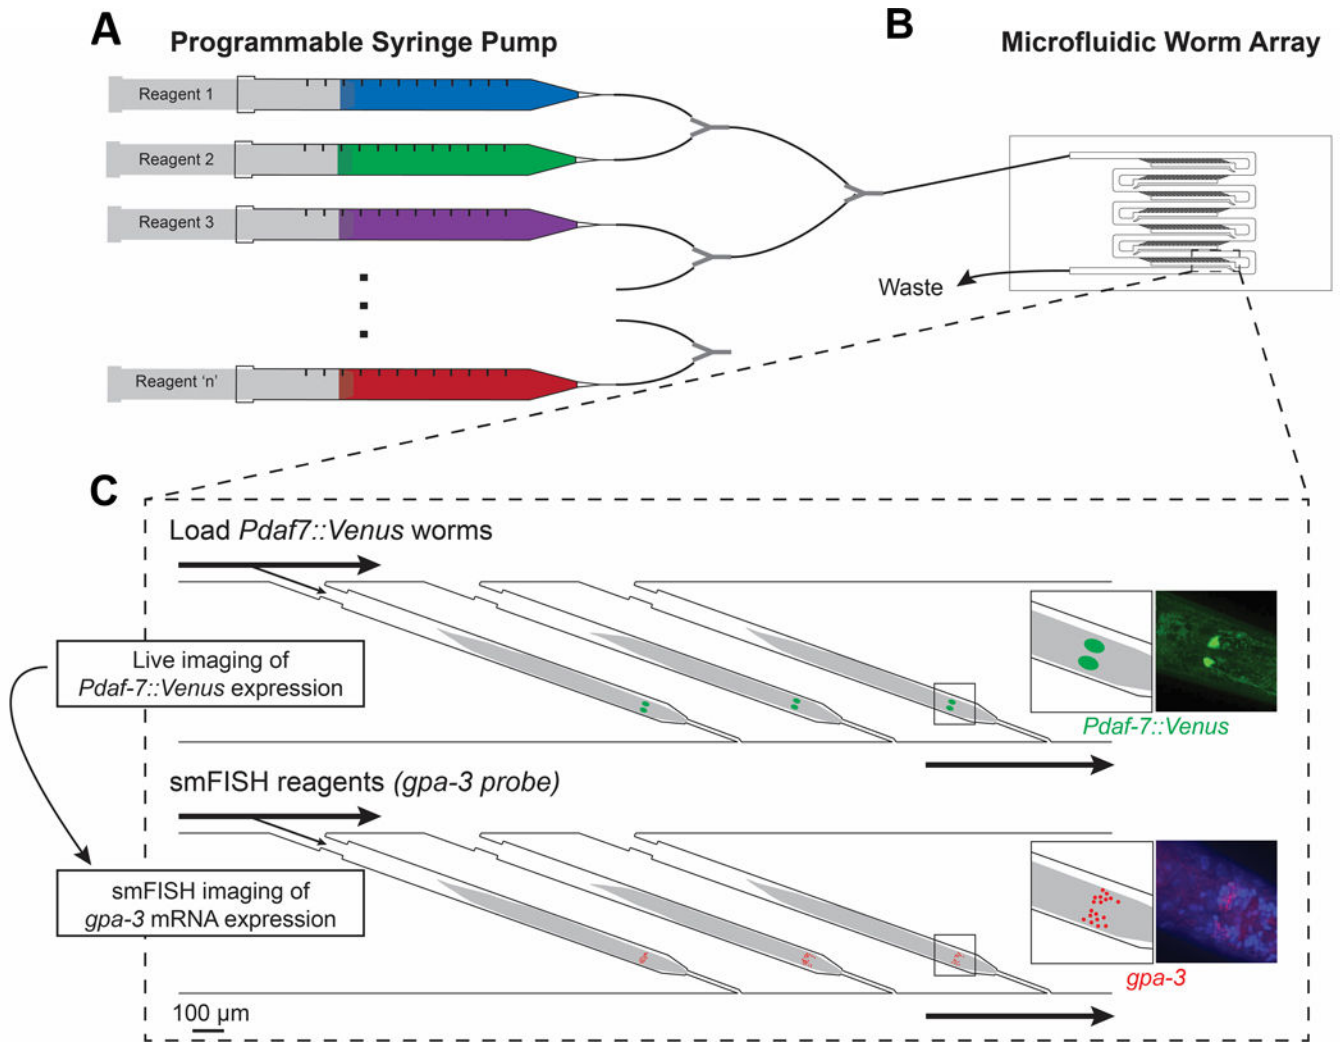 A
Programmable Syringe Pump
B
Microfluidic Worm Array
Reagent 1
Reagent 2
Reagent 3
Reagent ‘n’
Waste
C
Load Pdaf7::Venus worms
Live imaging of
Pdaf-7::Venus expression
Pdaf-7::Venus
smFISH reagents (gpa-3 probe)
smFISH imaging of
gpa-3 mRNA expression
gpa-3
100 µm